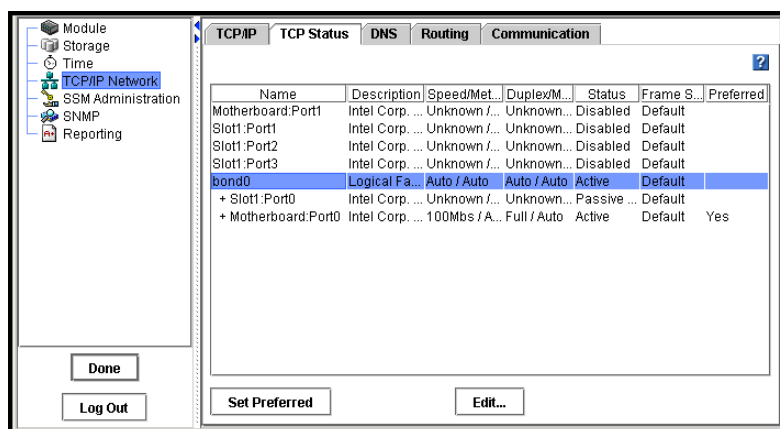 Module
Storage
Time
TCP/IP Network
SSM Administration
SNMP
Reporting
Done
Log Out
TCP/IP TCP Status DNS Routing Communication
?
Name Description Speed/Met... Duplex/M... Status Frame S... Preferred
Motherboard:Port1 Intel Corp. ... Unknown /... Unknown... Disabled Default
Slot1:Port1 Intel Corp. ... Unknown /... Unknown... Disabled Default
Slot1:Port2 Intel Corp. ... Unknown /... Unknown... Disabled Default
Slot1:Port3 Intel Corp. ... Unknown /... Unknown... Disabled Default
bond0 Logical Fa... Auto / Auto Auto / Auto Active Default
+ Slot1:Port0 Intel Corp. ... Unknown /... Unknown... Passive ... Default
+ Motherboard:Port0 Intel Corp. ... 100Mbs / A... Full / Auto Active Default Yes
Set Preferred Edit...